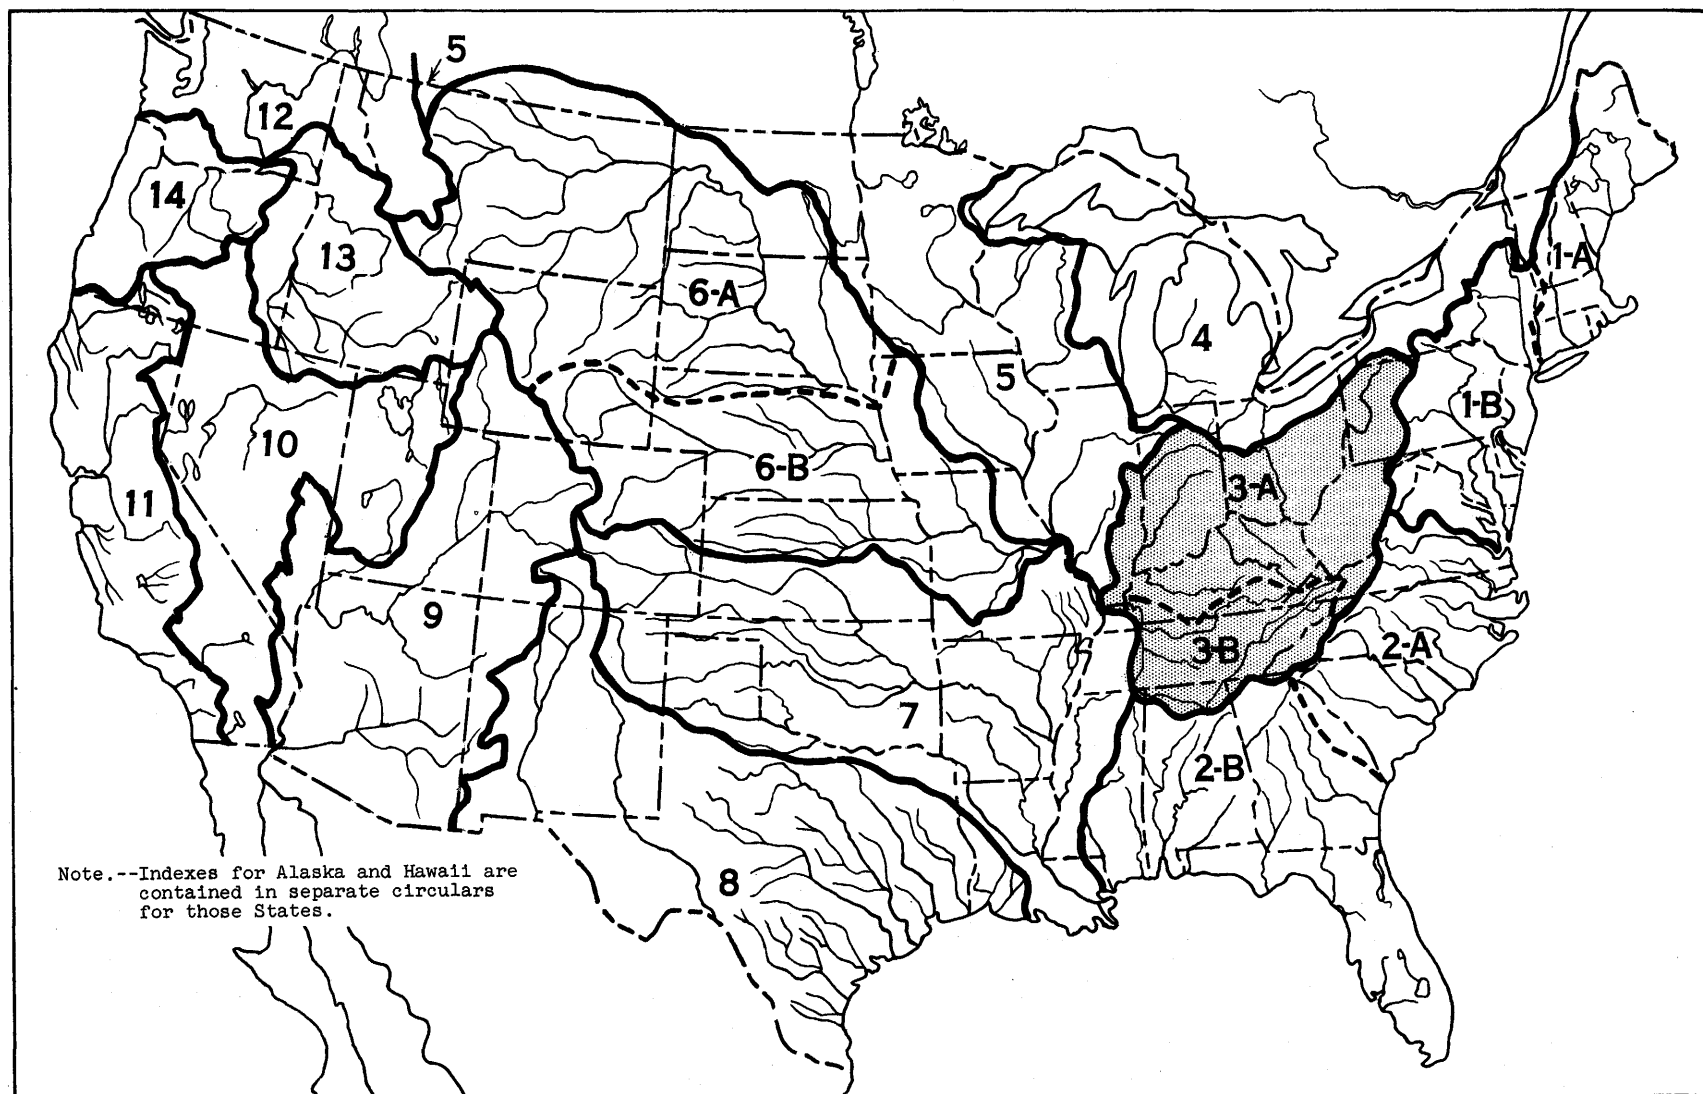 5
12
14
13
1-A
6-A
4
5
1-B
10
6-B
3-A
11
9
3-B
2-A
7
2-B
8
Note.--Indexes for Alaska and Hawaii are
contained in separate circulars
for those States.